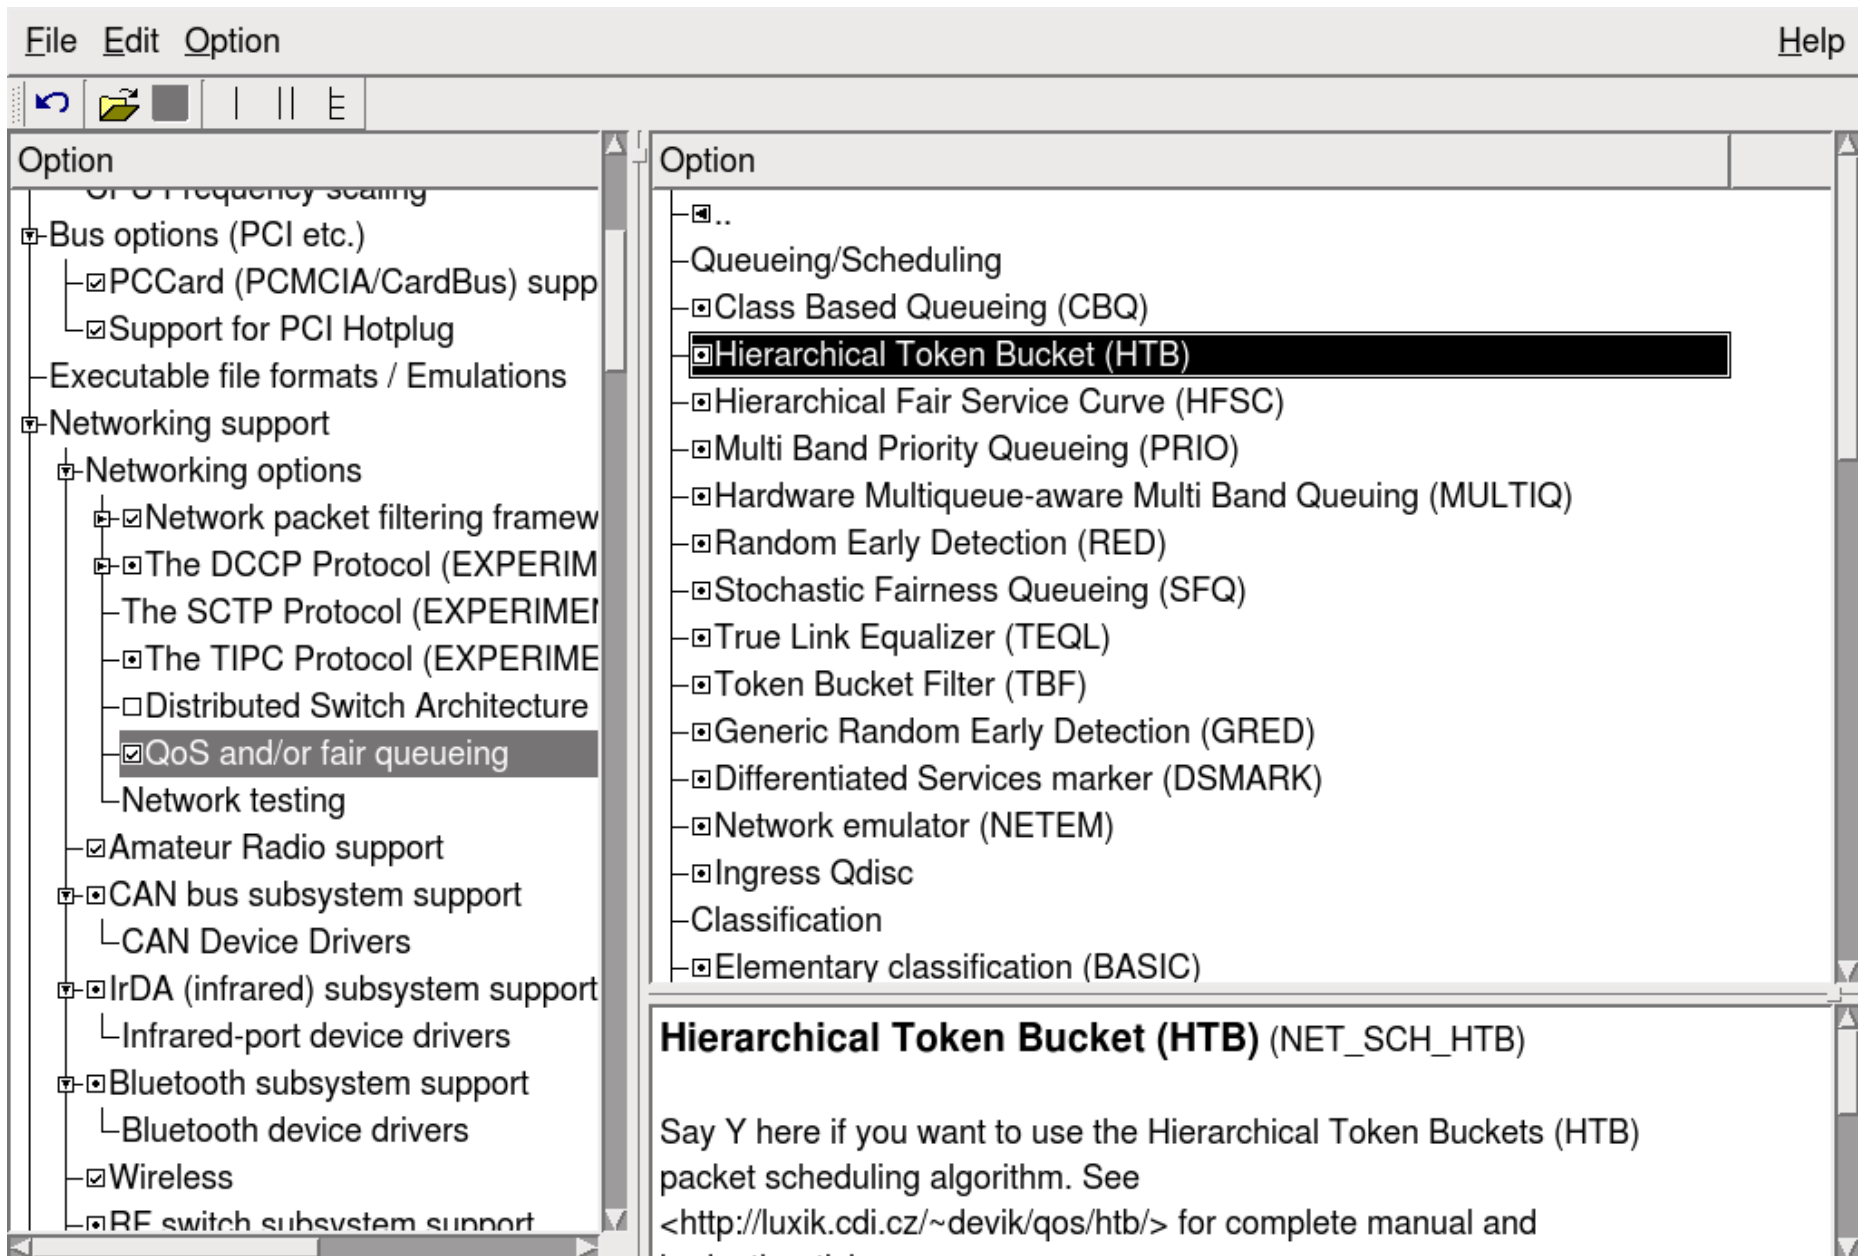 File Edit Option Help
Option
CPU Frequency scaling
Bus options (PCI etc.)
PCCard (PCMCIA/CardBus) supp
Support for PCI Hotplug
Executable file formats / Emulations
Networking support
Networking options
Network packet filtering framew
The DCCP Protocol (EXPERIM
The SCTP Protocol (EXPERIME
The TIPC Protocol (EXPERIME
Distributed Switch Architecture
QoS and/or fair queueing
Network testing
Amateur Radio support
CAN bus subsystem support
CAN Device Drivers
IrDA (infrared) subsystem support
Infrared-port device drivers
Bluetooth subsystem support
Bluetooth device drivers
Wireless
RF switch subsystem support
Option
..
Queueing/Scheduling
Class Based Queueing (CBQ)
Hierarchical Token Bucket (HTB)
Hierarchical Fair Service Curve (HFSC)
Multi Band Priority Queueing (PRIO)
Hardware Multiqueue-aware Multi Band Queuing (MULTIQ)
Random Early Detection (RED)
Stochastic Fairness Queueing (SFQ)
True Link Equalizer (TEQL)
Token Bucket Filter (TBF)
Generic Random Early Detection (GRED)
Differentiated Services marker (DSMARK)
Network emulator (NETEM)
Ingress Qdisc
Classification
Elementary classification (BASIC)
Hierarchical Token Bucket (HTB) (NET_SCH_HTB)
Say Y here if you want to use the Hierarchical Token Buckets (HTB)
packet scheduling algorithm. See
<http://luxik.cdi.cz/~devik/qos/htb/> for complete manual and